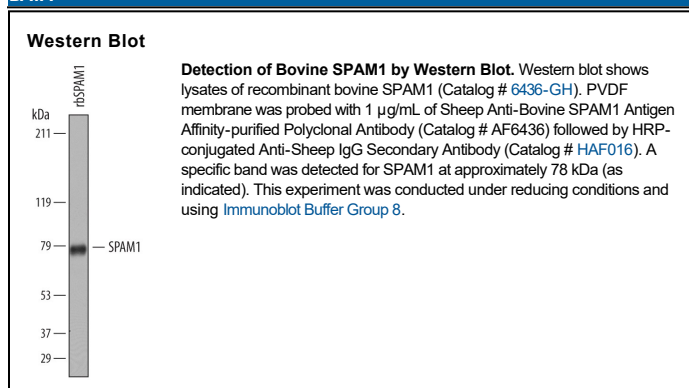 Western Blot
rbSPAM1
Detection of Bovine SPAM1 by Western Blot. Western blot shows
lysates of recombinant bovine SPAM1 (Catalog # 6436-GH). PVDF
membrane was probed with 1 µg/mL of Sheep Anti-Bovine SPAM1 Antigen
Affinity-purified Polyclonal Antibody (Catalog # AF6436) followed by HRP-
conjugated Anti-Sheep IgG Secondary Antibody (Catalog # HAF016). A
specific band was detected for SPAM1 at approximately 78 kDa (as
indicated). This experiment was conducted under reducing conditions and
using Immunoblot Buffer Group 8.
kDa
211
119
79 — SPAM1
53
37
29